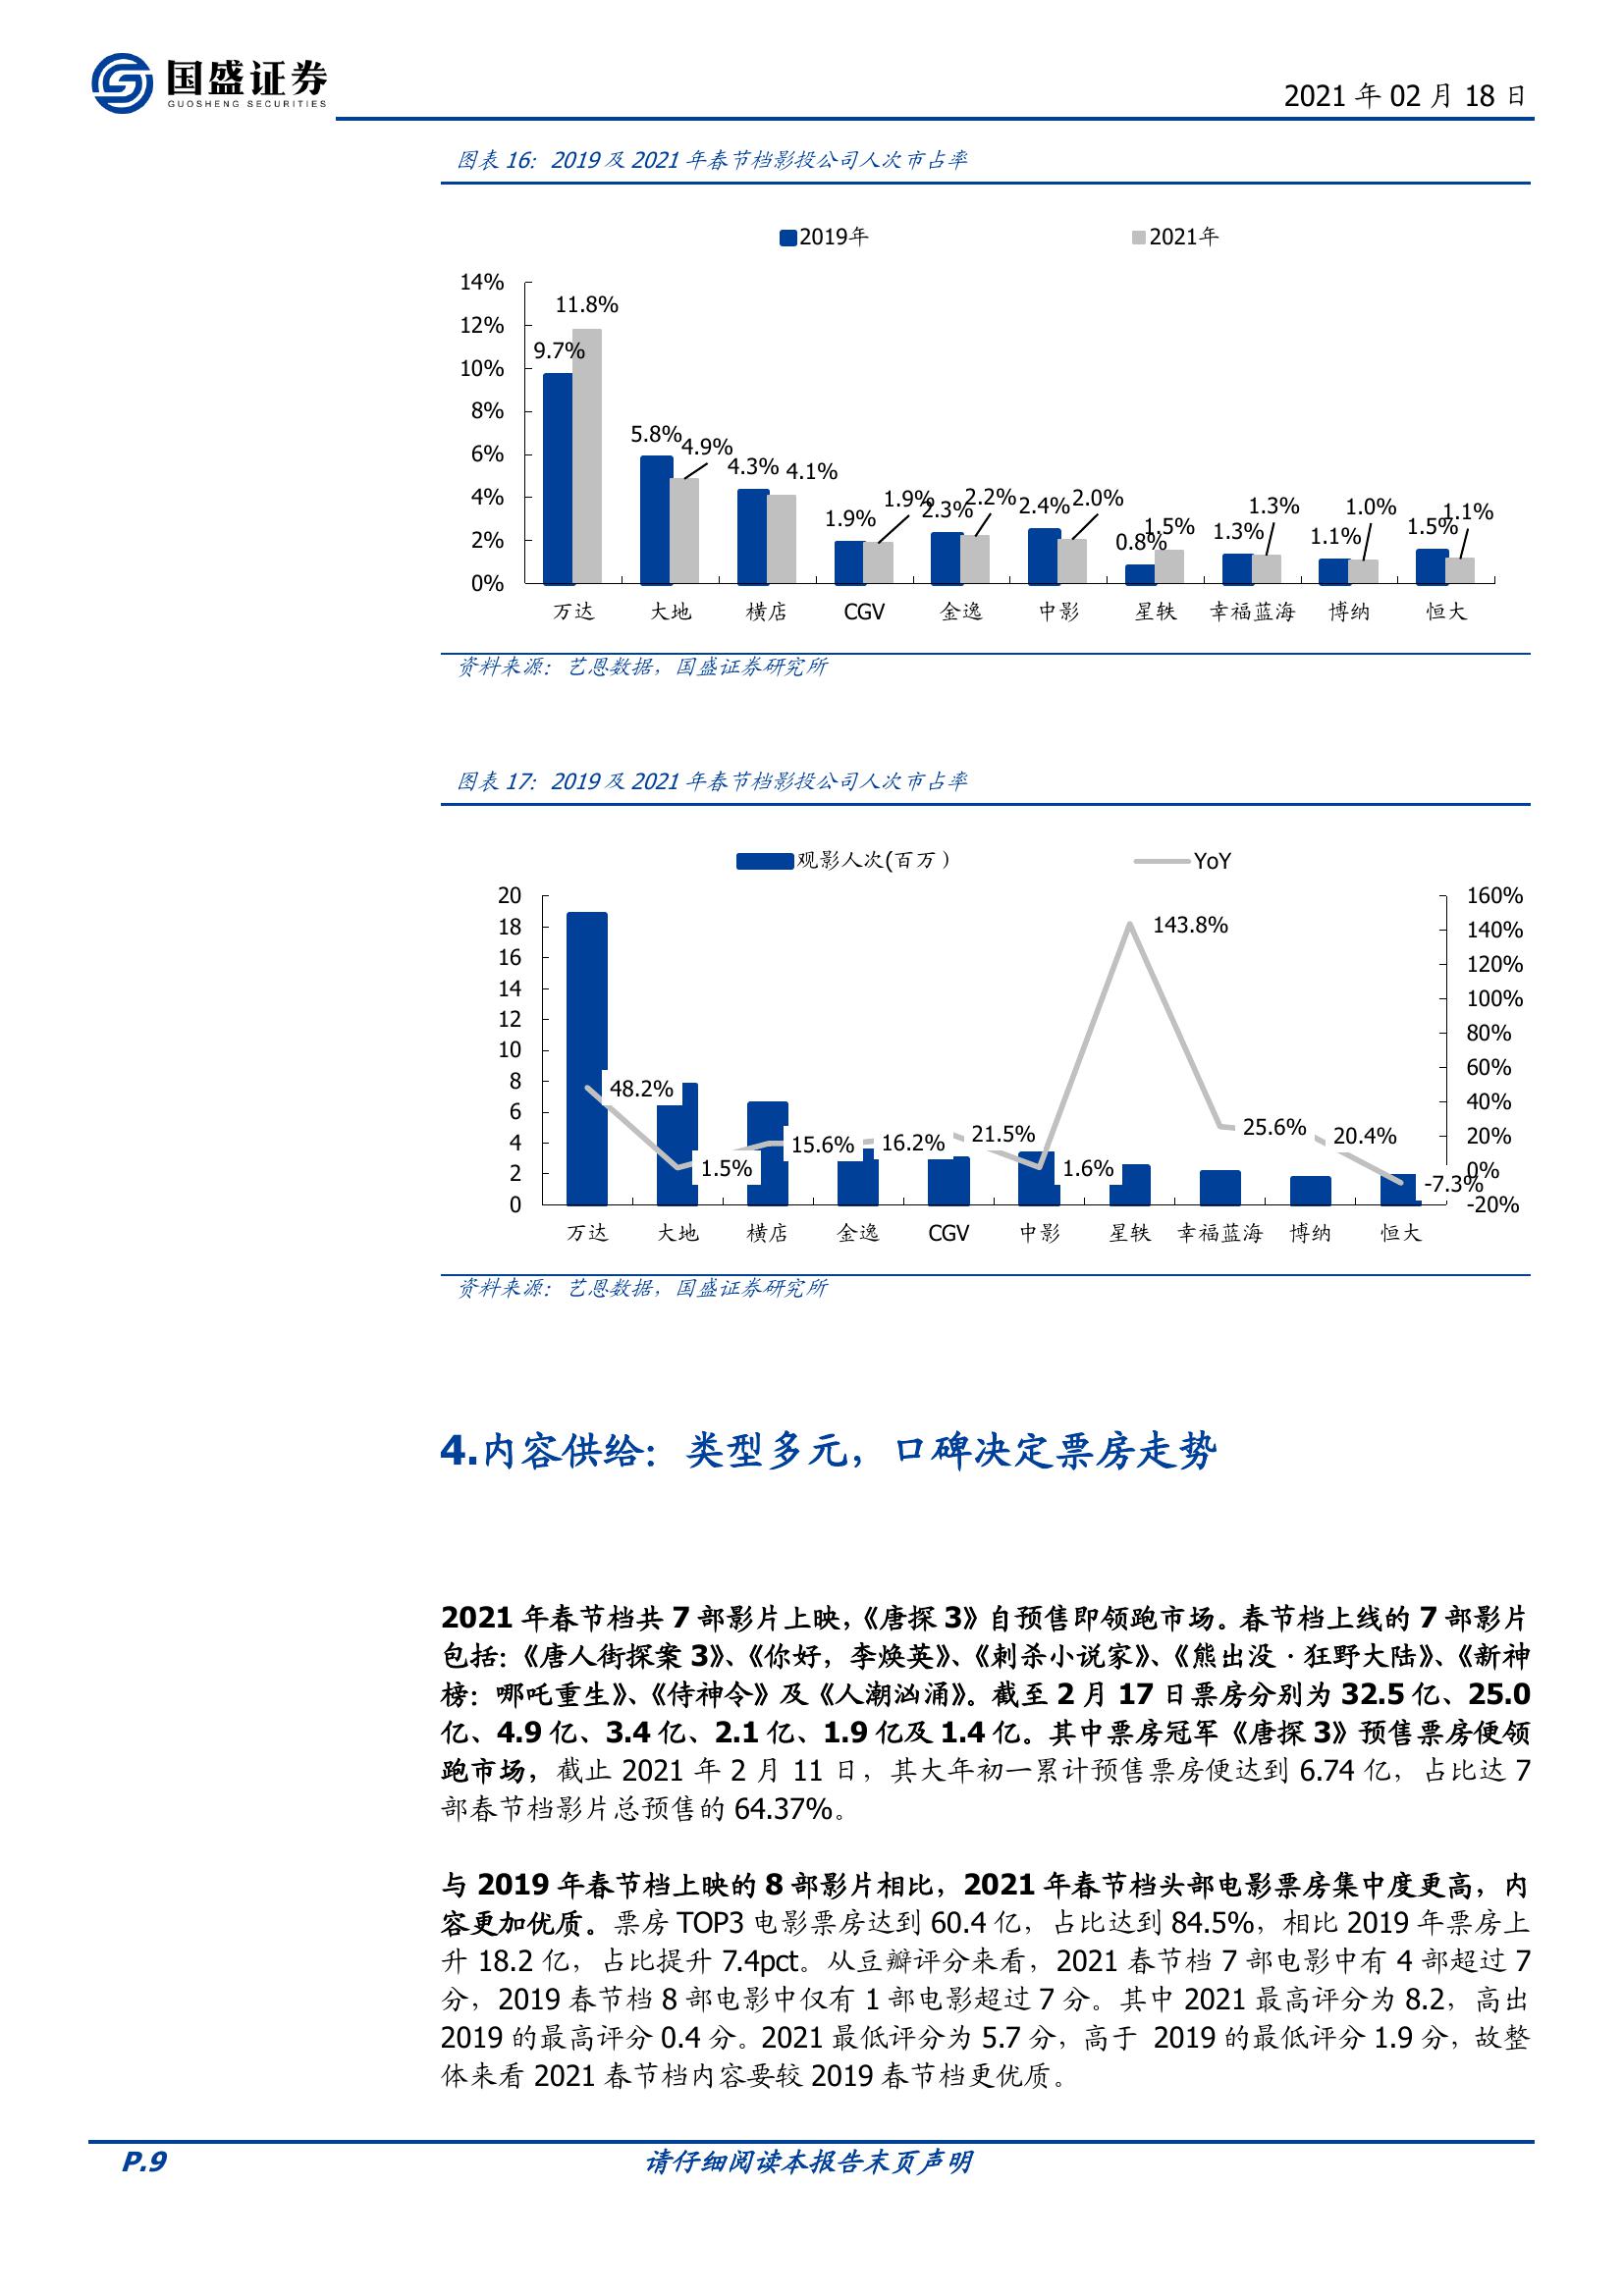 国盛证券
GUOSHENG SECURITIES
2021 年 02 月 18 日
图表 16：2019 及 2021 年春节档影投公司人次市占率
2019年 2021年
14%
12%
10%
8%
6%
4%
2%
0%
9.7% 11.8%
5.8% 4.9%
4.3% 4.1%
1.9% 1.9%
2.3% 2.2%
2.4% 2.0%
0.8% 1.5%
1.3% 1.3%
1.1% 1.0%
1.5% 1.1%
万达 大地 横店 CGV 金逸 中影 星轶 幸福蓝海 博纳 恒大
资料来源：艺恩数据，国盛证券研究所
图表 17：2019 及 2021 年春节档影投公司人次市占率
观影人次(百万） YoY
20
18
16
14
12
10
8
6
4
2
0
160%
140%
120%
100%
80%
60%
40%
20%
0%
-20%
48.2% 1.5% 15.6% 16.2% 21.5% 1.6% 143.8% 25.6% 20.4% -7.3%
万达 大地 横店 金逸 CGV 中影 星轶 幸福蓝海 博纳 恒大
资料来源：艺恩数据，国盛证券研究所
4.内容供给：类型多元，口碑决定票房走势
2021 年春节档共 7 部影片上映，《唐探 3》自预售即领跑市场。春节档上线的 7 部影片
包括：《唐人街探案 3》、《你好，李焕英》、《刺杀小说家》、《熊出没·狂野大陆》、《新神
榜：哪吒重生》、《侍神令》及《人潮汹涌》。截至 2 月 17 日票房分别为 32.5 亿、25.0
亿、4.9 亿、3.4 亿、2.1 亿、1.9 亿及 1.4 亿。其中票房冠军《唐探 3》预售票房便领
跑市场，截止 2021 年 2 月 11 日，其大年初一累计预售票房便达到 6.74 亿，占比达 7
部春节档影片总预售的 64.37%。
与 2019 年春节档上映的 8 部影片相比，2021 年春节档头部电影票房集中度更高，内
容更加优质。票房 TOP3 电影票房达到 60.4 亿，占比达到 84.5%，相比 2019 年票房上
升 18.2 亿，占比提升 7.4pct。从豆瓣评分来看，2021 春节档 7 部电影中有 4 部超过 7
分，2019 春节档 8 部电影中仅有 1 部电影超过 7 分。其中 2021 最高评分为 8.2，高出
2019 的最高评分 0.4 分。2021 最低评分为 5.7 分，高于 2019 的最低评分 1.9 分，故整
体来看 2021 春节档内容要较 2019 春节档更优质。
P.9
请仔细阅读本报告末页声明